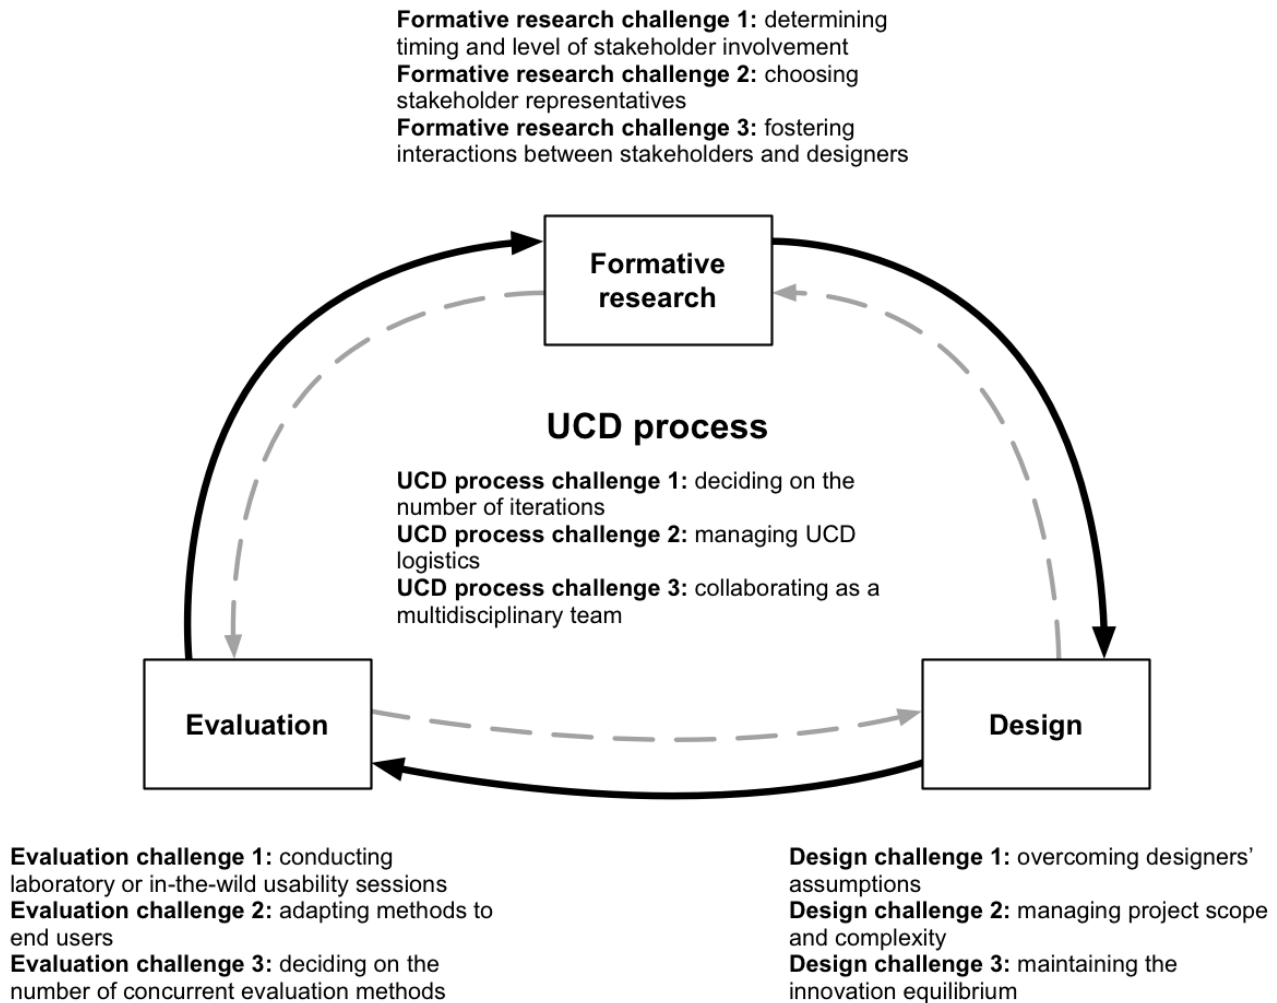 Formative research challenge 1: determining
timing and level of stakeholder involvement
Formative research challenge 2: choosing
stakeholder representatives
Formative research challenge 3: fostering
interactions between stakeholders and designers
Formative
research
UCD process
UCD process challenge 1: deciding on the
number of iterations
UCD process challenge 2: managing UCD
logistics
UCD process challenge 3: collaborating as a
multidisciplinary team
Evaluation
Design
Evaluation challenge 1: conducting
laboratory or in-the-wild usability sessions
Evaluation challenge 2: adapting methods to
end users
Evaluation challenge 3: deciding on the
number of concurrent evaluation methods
Design challenge 1: overcoming designers’
assumptions
Design challenge 2: managing project scope
and complexity
Design challenge 3: maintaining the
innovation equilibrium